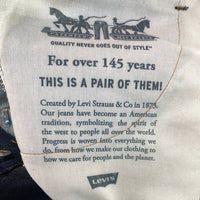 QUALITY NEVER GOES OUT OF STYLE™
For over 145 years
THIS IS A PAIR OF THEM!
Created by Levi Strauss & Co in 1873.
Our jeans have become an American
tradition, symbolizing the spirit of
the west to people all over the world.
Progress is woven into everything we
do, from how we make our clothing to
how we care for people and the planet.
LEVI'S